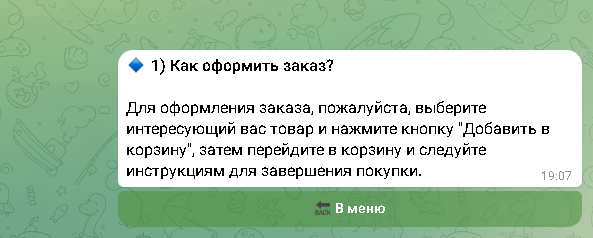 🔹 1) Как оформить заказ?
Для оформления заказа, пожалуйста, выберите
интересующий вас товар и нажмите кнопку "Добавить в
корзину", затем перейдите в корзину и следуйте
инструкциям для завершения покупки.
19:07
🔙 В меню